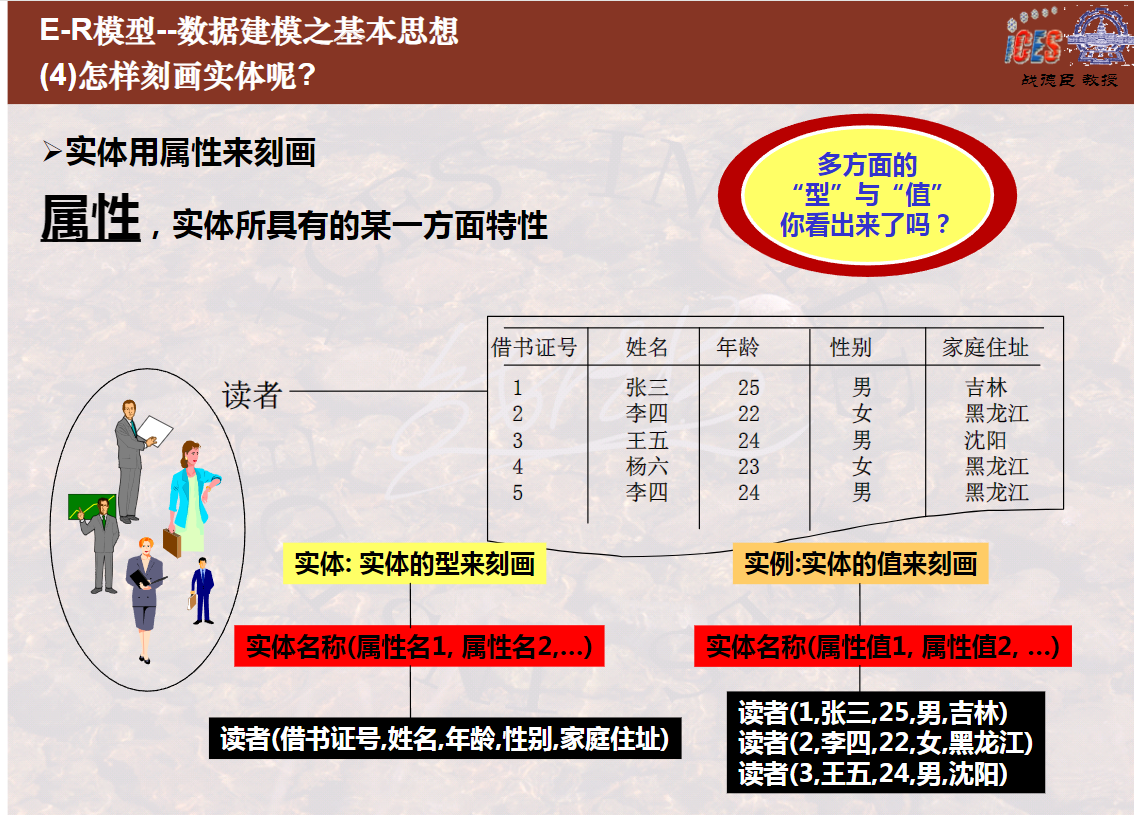 E-R模型--数据建模之基本思想
(4)怎样刻画实体呢?
iCES
战德臣 教授
➢实体用属性来刻画
属性，实体所具有的某一方面特性
多方面的
“型”与“值”
你看出来了吗？
读者
借书证号 姓名 年龄 性别 家庭住址
1 张三 25 男 吉林
2 李四 22 女 黑龙江
3 王五 24 男 沈阳
4 杨六 23 女 黑龙江
5 李四 24 男 黑龙江
实体: 实体的型来刻画
实体名称(属性名1, 属性名2,...)
读者(借书证号,姓名,年龄,性别,家庭住址)
实例:实体的值来刻画
实体名称(属性值1, 属性值2, ...)
读者(1,张三,25,男,吉林)
读者(2,李四,22,女,黑龙江)
读者(3,王五,24,男,沈阳)